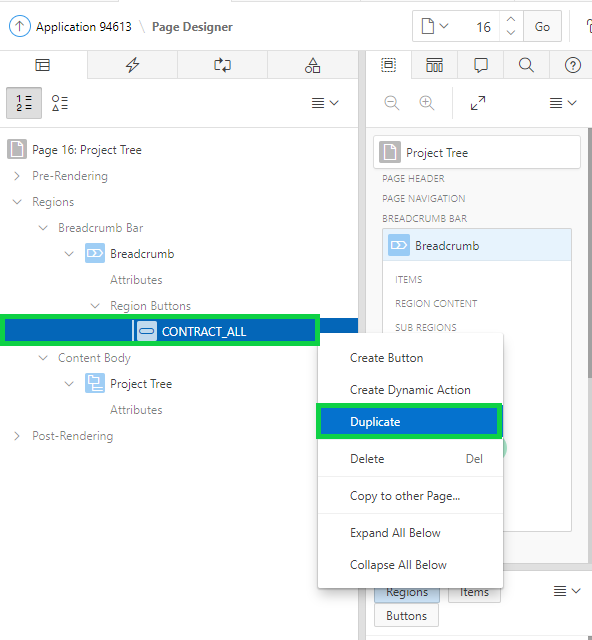 Application 94613 \ Page Designer
16
Go
Page 16: Project Tree
Pre-Rendering
Regions
Breadcrumb Bar
Breadcrumb
Attributes
Region Buttons
CONTRACT_ALL
Content Body
Project Tree
Attributes
Post-Rendering
Project Tree
PAGE HEADER
PAGE NAVIGATION
BREADCRUMB BAR
Breadcrumb
ITEMS
REGION CONTENT
SUB REGIONS
Create Button
Create Dynamic Action
Duplicate
Delete Del
Copy to other Page...
Expand All Below
Collapse All Below
Regions
Items
Buttons